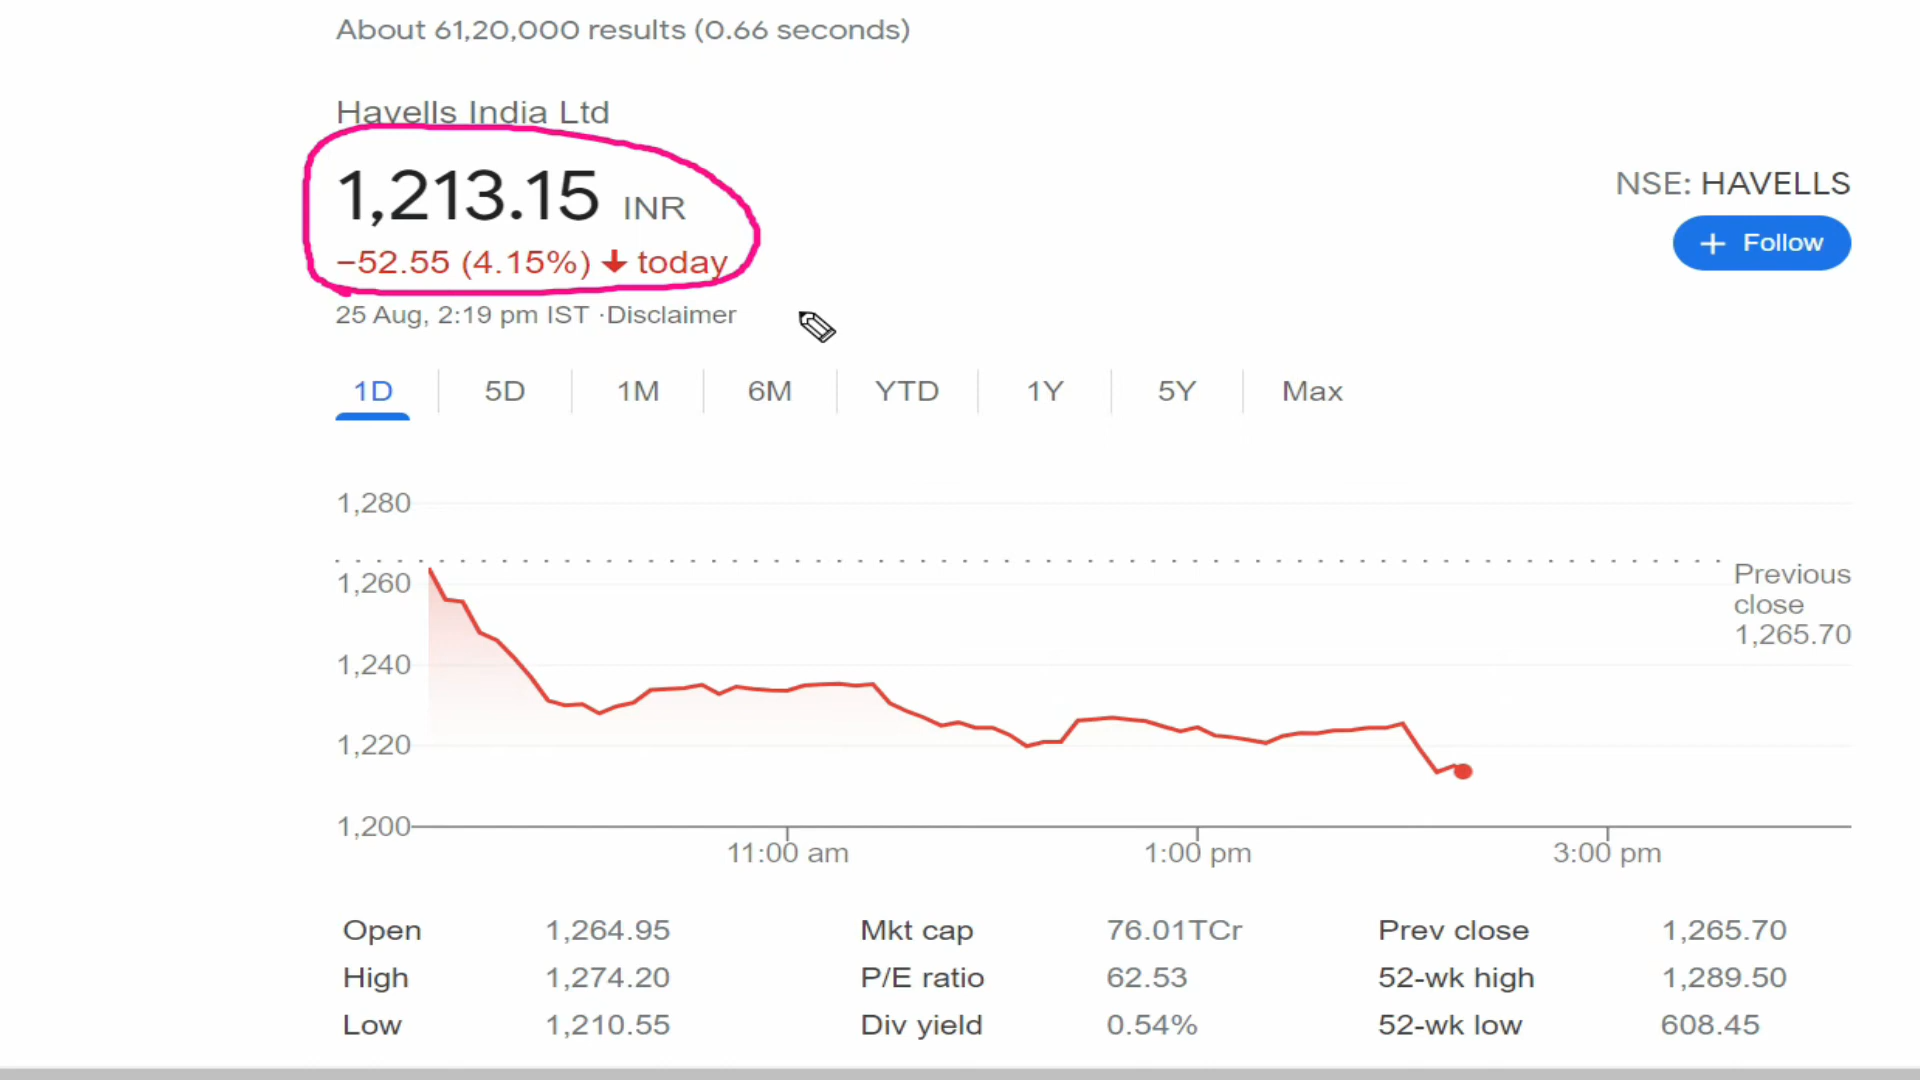 About 61,20,000 results (0.66 seconds)
Havells India Ltd
1,213.15 INR
NSE: HAVELLS
−52.55 (4.15%) ↓ today
+ Follow
25 Aug, 2:19 pm IST ·Disclaimer
1D 5D 1M 6M YTD 1Y 5Y Max
1,280
1,260
1,240
1,220
1,200
Previous
close
1,265.70
11:00 am 1:00 pm 3:00 pm
Open 1,264.95 Mkt cap 76.01TCr Prev close 1,265.70
High 1,274.20 P/E ratio 62.53 52-wk high 1,289.50
Low 1,210.55 Div yield 0.54% 52-wk low 608.45